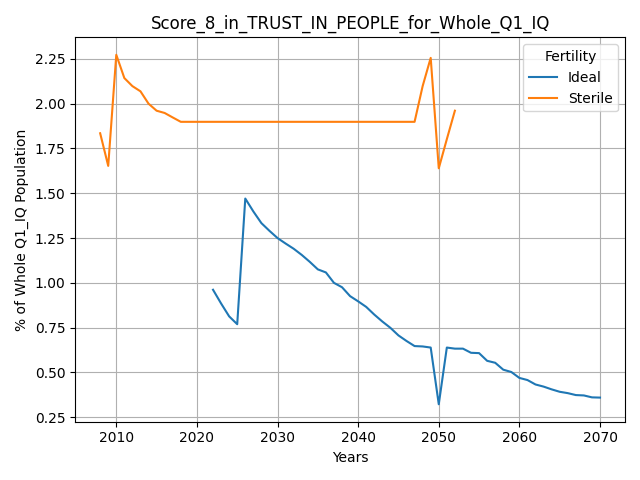 Score_8_in_TRUST_IN_PEOPLE_for_Whole_Q1_IQ
% of Whole Q1_IQ Population
2.25
2.00
1.75
1.50
1.25
1.00
0.75
0.50
0.25
Fertility
Ideal
Sterile
2010 2020 2030 2040 2050 2060 2070
Years